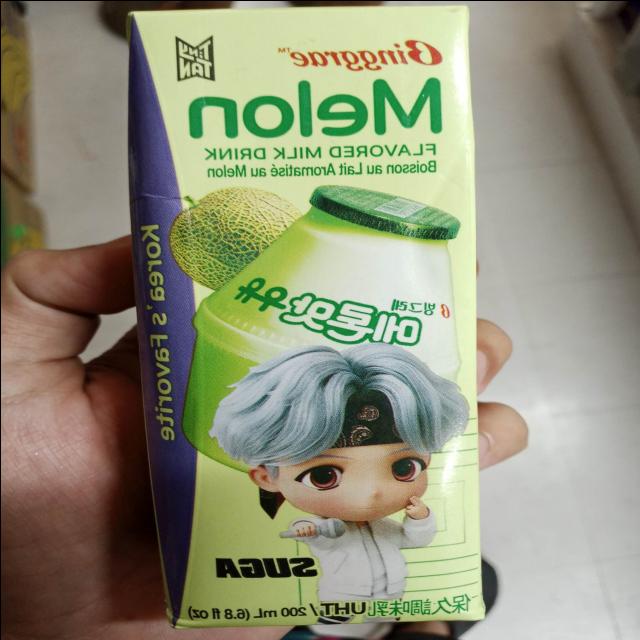 Binggrae™
TinyTAN
Melon
FLAVORED MILK DRINK
Boisson au Lait Aromatisé au Melon
빙그레
메론맛우유
Korea's Favorite
SUGA
保久調味乳 UHT/200 mL (6.8 fl oz)